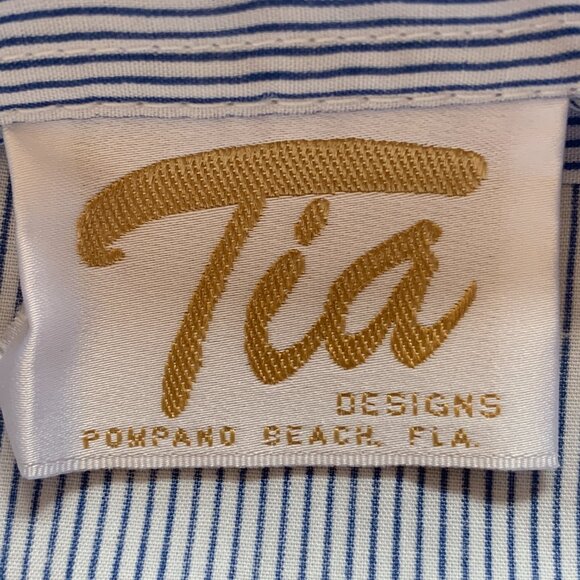 Tia
DESIGNS
POMPANO BEACH, FLA.